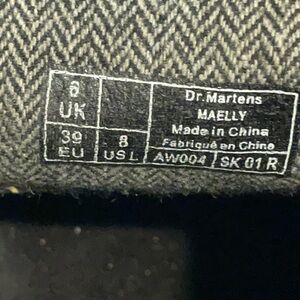 6
UK
39
EU
8
US L
Dr.Martens
MAELLY
Made in China
Fabriqué en Chine
AW004
SK 01 R